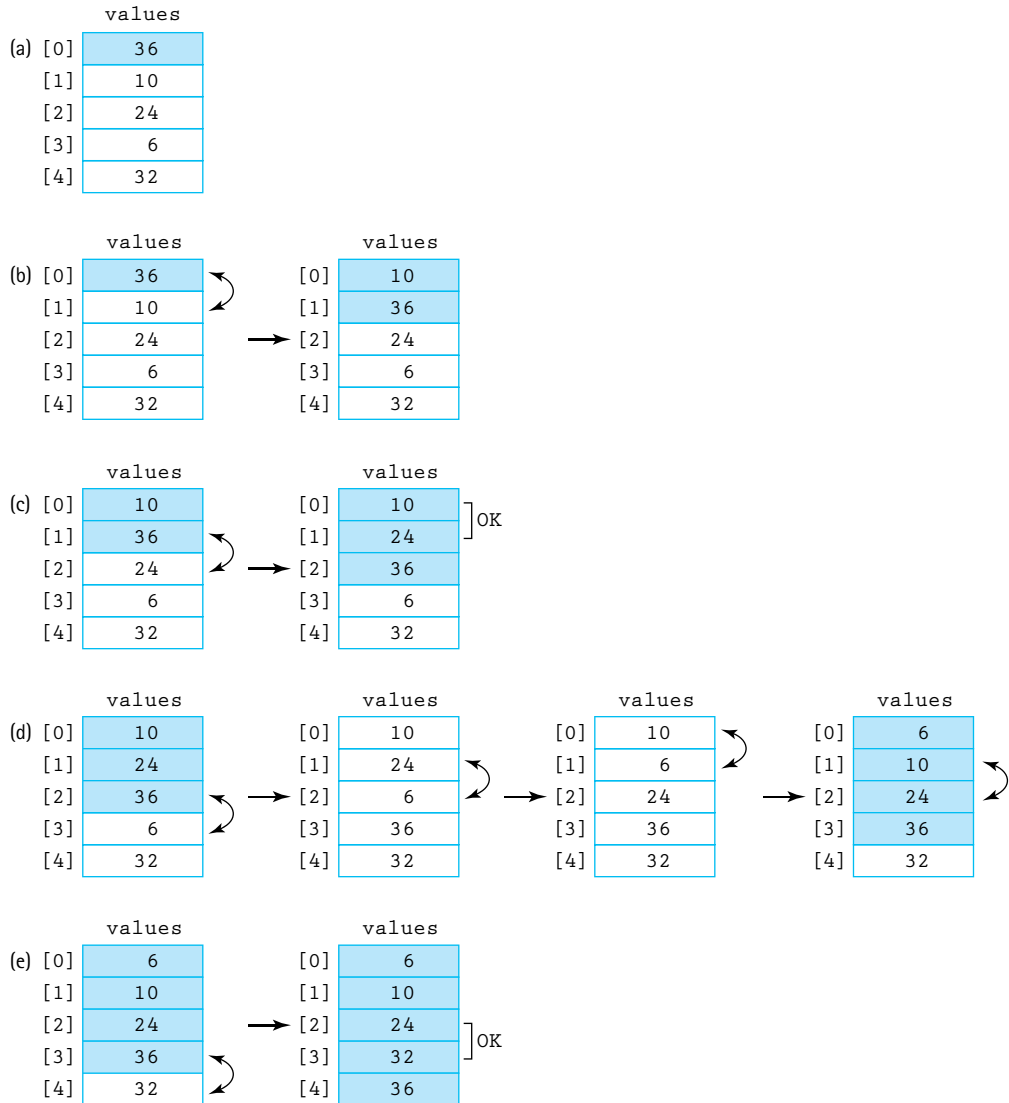 values
(a) [0] 36
[1] 10
[2] 24
[3] 6
[4] 32
values values
(b) [0] 36 [0] 10
[1] 10 [1] 36
[2] 24 [2] 24
[3] 6 [3] 6
[4] 32 [4] 32
values values
(c) [0] 10 [0] 10
[1] 36 [1] 24 OK
[2] 24 [2] 36
[3] 6 [3] 6
[4] 32 [4] 32
values values values values
(d) [0] 10 [0] 10 [0] 10 [0] 6
[1] 24 [1] 24 [1] 6 [1] 10
[2] 36 [2] 6 [2] 24 [2] 24
[3] 6 [3] 36 [3] 36 [3] 36
[4] 32 [4] 32 [4] 32 [4] 32
values values
(e) [0] 6 [0] 6
[1] 10 [1] 10
[2] 24 [2] 24 OK
[3] 36 [3] 32
[4] 32 [4] 36